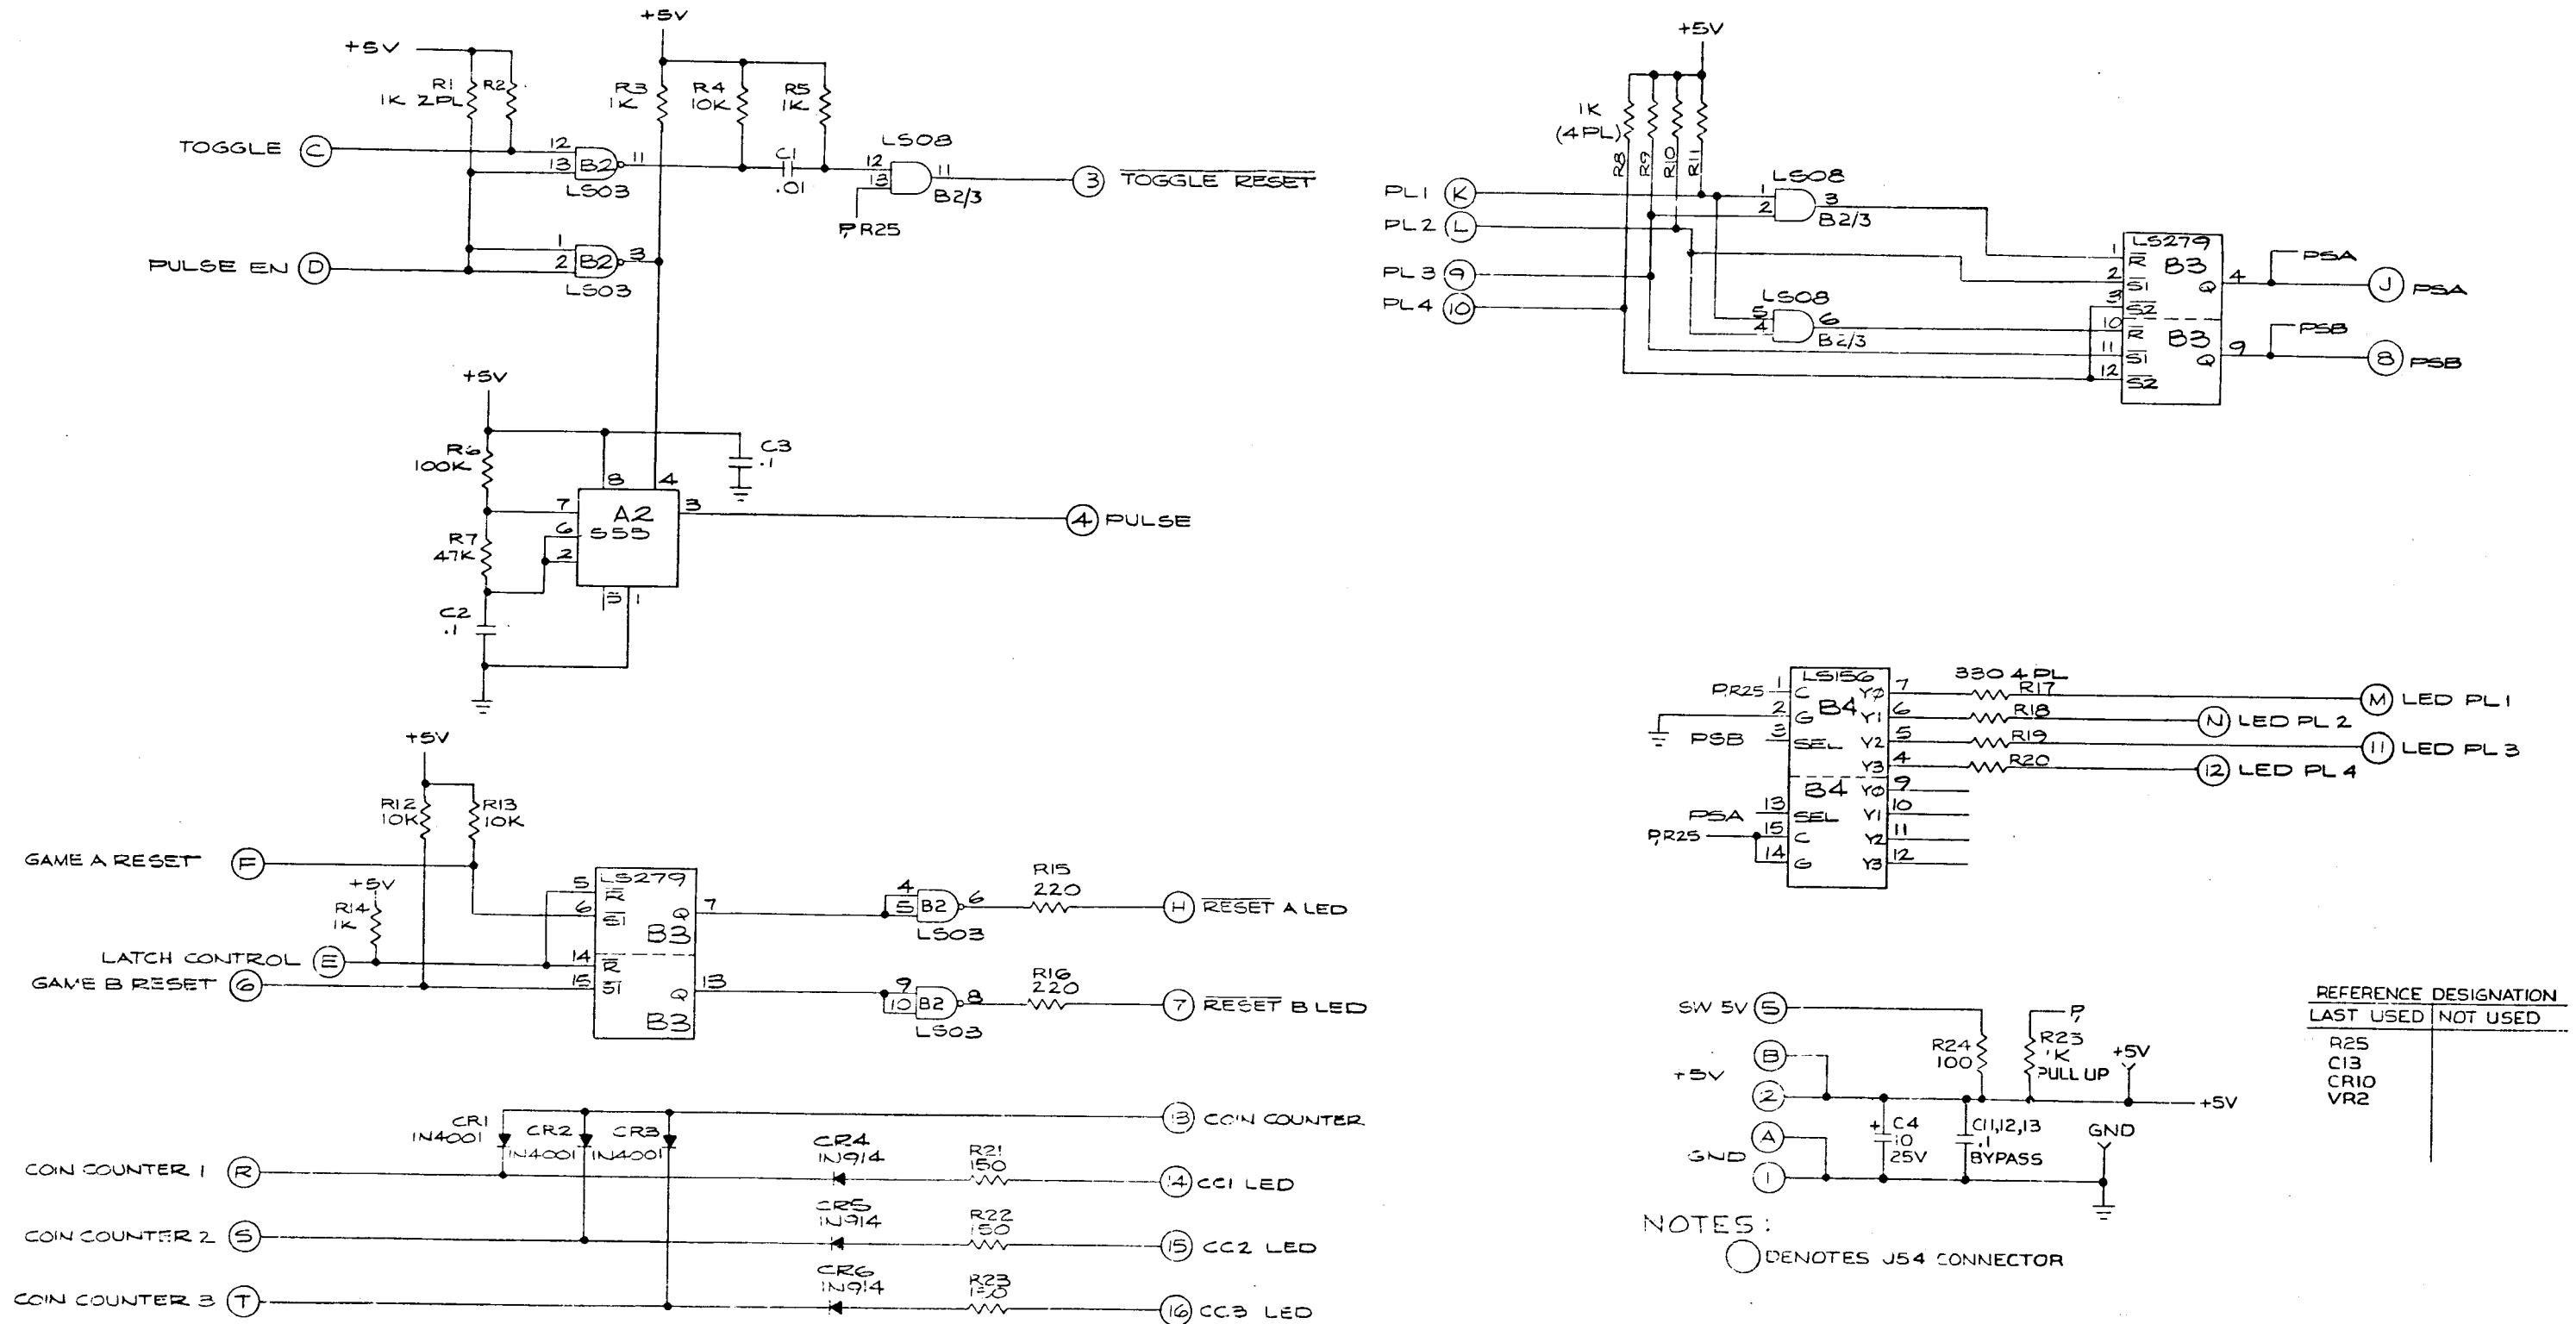 +5V
+5V
R1
1K 2PL
R2
R3
1K
R4
10K
R5
1K
TOGGLE C
12
13
B2
11
LS03
C1
.01
LS08
12
13
11
B2/3
P,R25
3 TOGGLE RESET
PULSE EN D
1
2
B2
3
LS03
+5V
R6
100K
R7
47K
C2
.1
C3
.1
8
4
7
6
2
A2
555
3
5
1
4 PULSE
+5V
R12
10K
R13
10K
GAME A RESET F
+5V
R14
1K
LATCH CONTROL E
GAME B RESET 6
LS279
5 R
6 S1
Q 7
B3
14 R
15 S1
Q 13
B3
4
5
B2
6
LS03
R15
220
H RESET A LED
9
10
B2
8
LS03
R16
220
7 RESET B LED
CR1
1N4001
CR2
1N4001
CR3
1N4001
13 COIN COUNTER
COIN COUNTER 1 R
CR4
1N914
R21
150
14 CC1 LED
COIN COUNTER 2 S
CR5
1N914
R22
150
15 CC2 LED
COIN COUNTER 3 T
CR6
1N914
R23
150
16 CC3 LED
+5V
1K
(4PL)
R8
R9
R10
R11
PL1 K
PL2 L
PL3 9
PL4 10
LS08
1
2
3
B2/3
LS08
5
4
6
B2/3
LS279
1 R
B3
2 S1
Q 4
3 S2
10 R
B3
11 S1
Q 9
12 S2
PSA
J PSA
PSB
8 PSB
LS156
P,R25 1 C
B4
2 G
PSB 3 SEL
Y0 7
Y1 6
Y2 5
Y3 4
330 4 PL
R17
R18
R19
R20
M LED PL1
N LED PL 2
11 LED PL 3
12 LED PL 4
B4
PSA 13 SEL
P,R25 15 C
14 G
Y0 9
Y1 10
Y2 11
Y3 12
SW 5V 5
R24
100
P,
R25
1K
PULL UP
+5V
+5V
B
2
+5V
A
GND
1
+ C4
10
25V
C11,12,13
.1
BYPASS
GND
REFERENCE DESIGNATION
LAST USED NOT USED
R25
C13
CR10
VR2
NOTES:
DENOTES J54 CONNECTOR